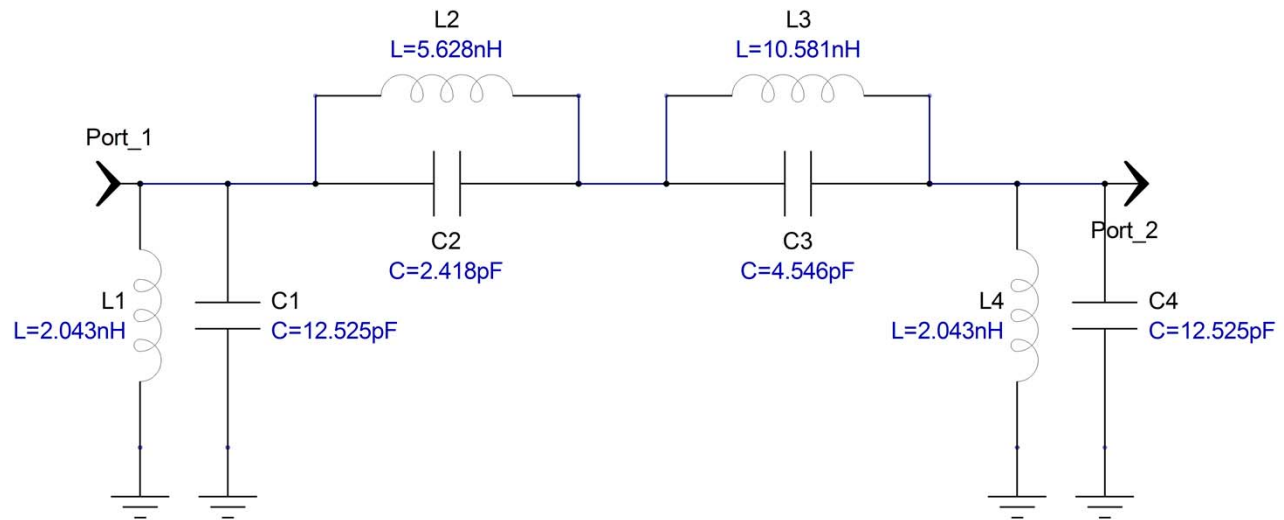 L2
L=5.628nH
L3
L=10.581nH
Port_1
C2
C=2.418pF
C3
C=4.546pF
Port_2
L1
L=2.043nH
C1
C=12.525pF
L4
L=2.043nH
C4
C=12.525pF